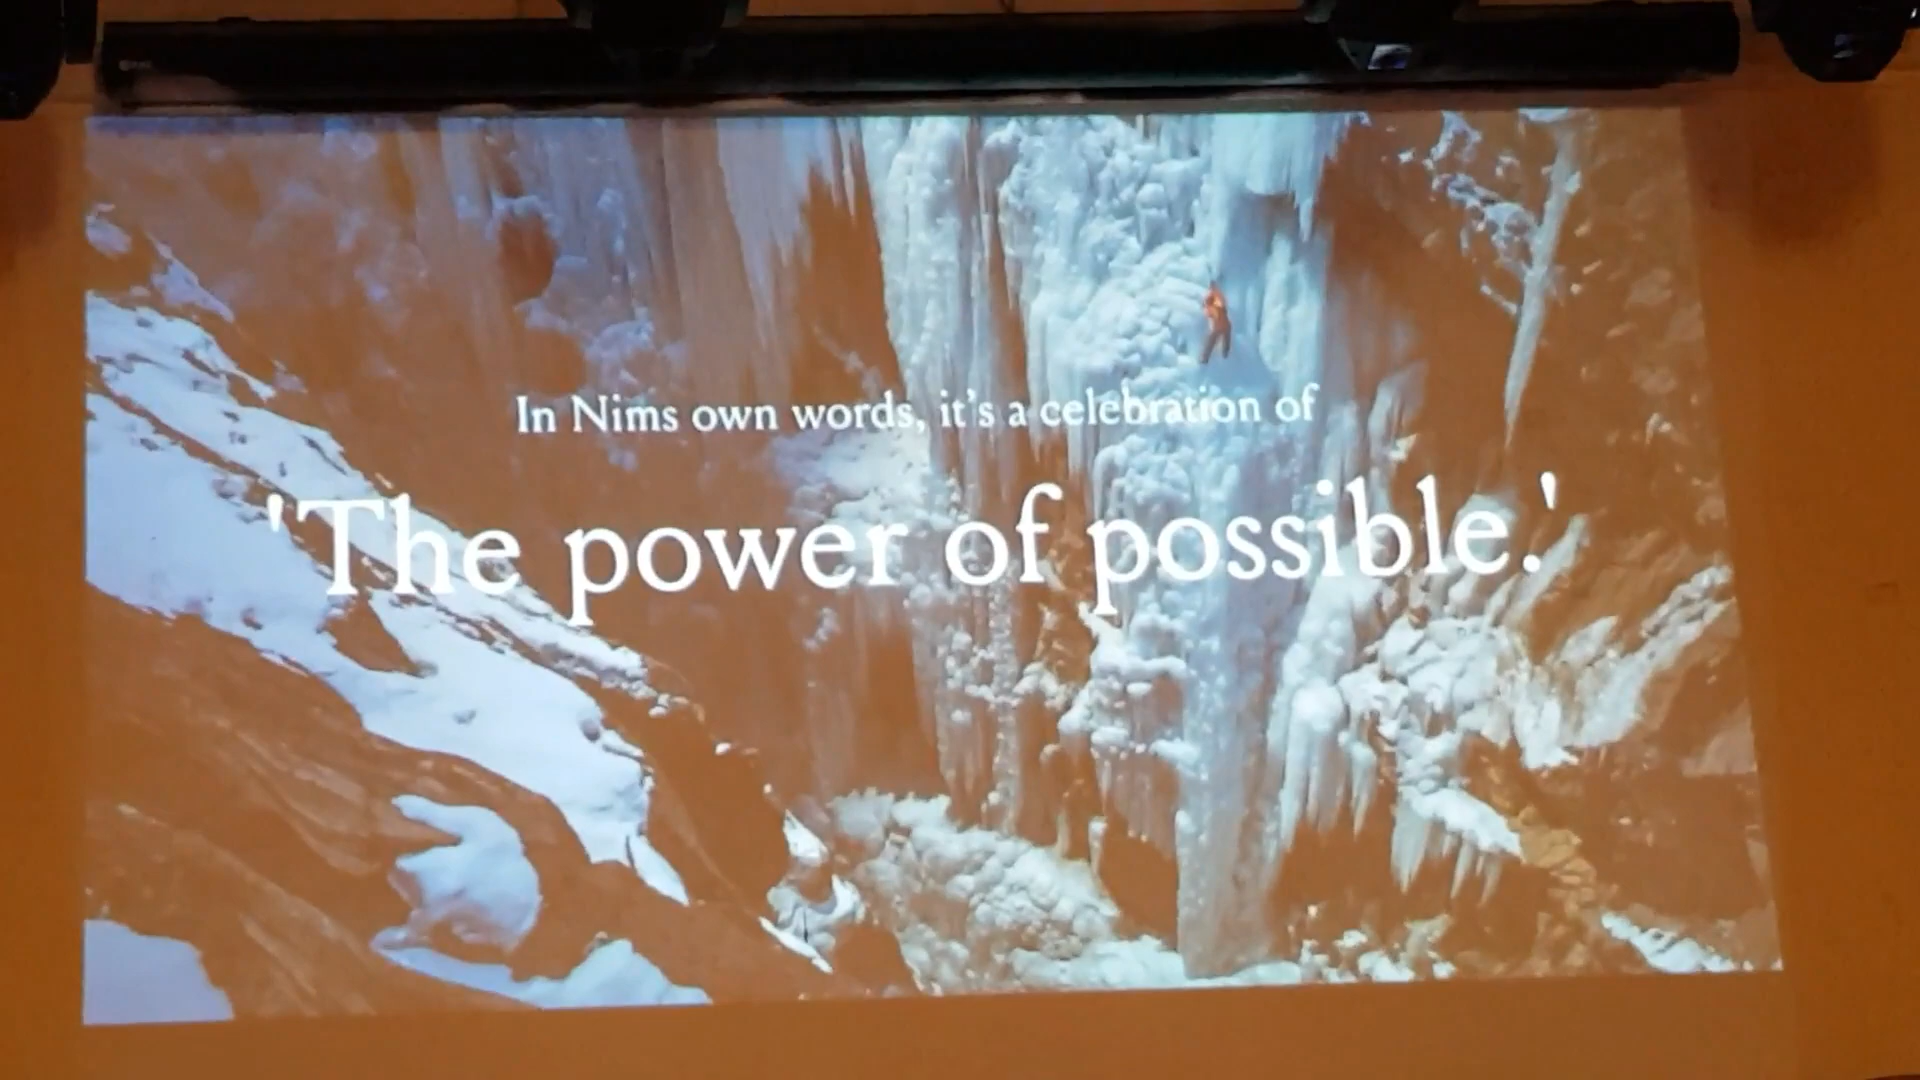 In Nims own words, it's a celebration of
'The power of possible.'